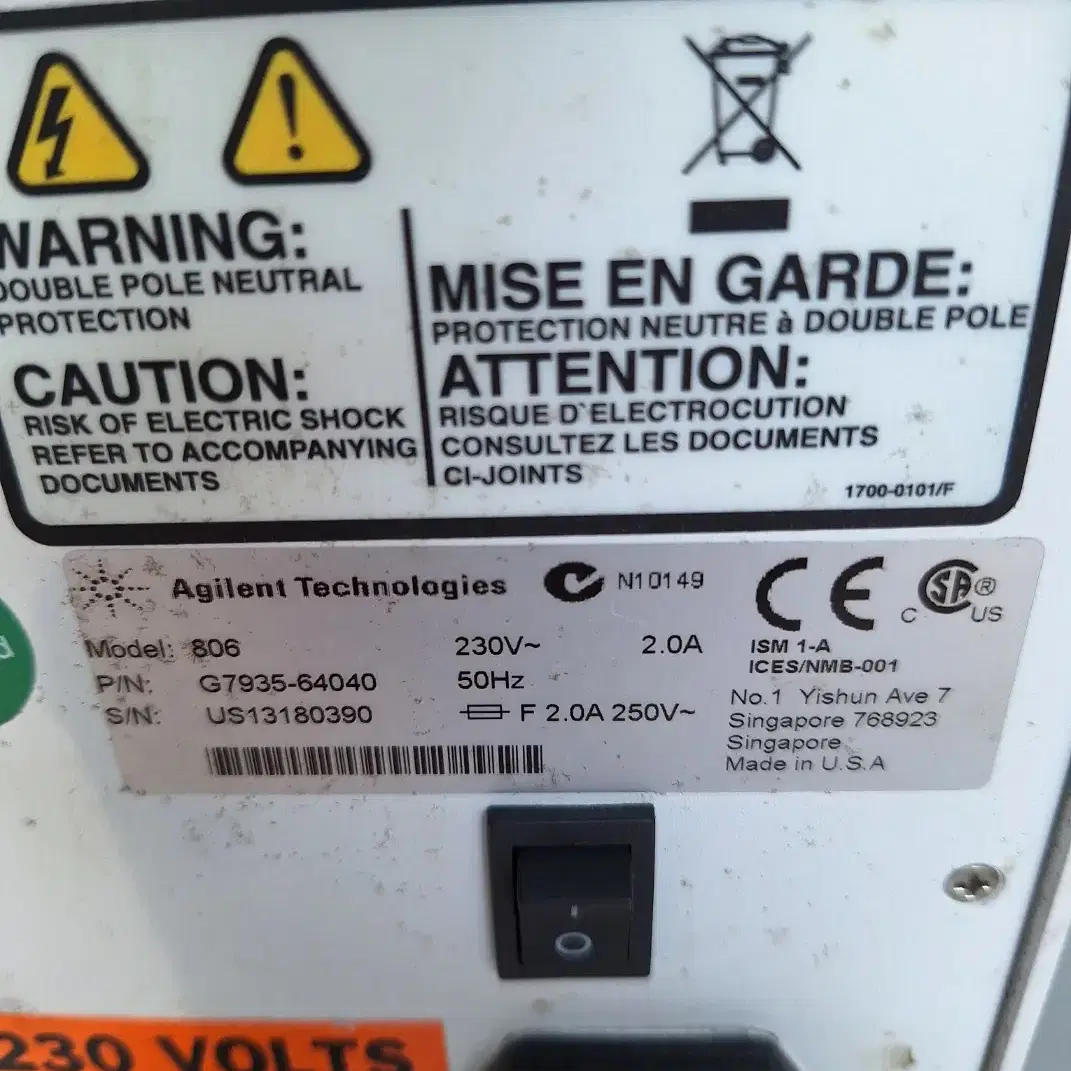 WARNING:
DOUBLE POLE NEUTRAL
PROTECTION
CAUTION:
RISK OF ELECTRIC SHOCK
REFER TO ACCOMPANYING
DOCUMENTS
MISE EN GARDE:
PROTECTION NEUTRE à DOUBLE POLE
ATTENTION:
RISQUE D`ELECTROCUTION
CONSULTEZ LES DOCUMENTS
CI-JOINTS
1700-0101/F
Agilent Technologies
N10149
CE
C SA ® US
Model: 806
230V~ 2.0A
P/N: G7935-64040
50Hz
S/N: US13180390
F 2.0A 250V~
ISM 1-A
ICES/NMB-001
No.1 Yishun Ave 7
Singapore 768923
Singapore
Made in U.S.A
230 VOLTS